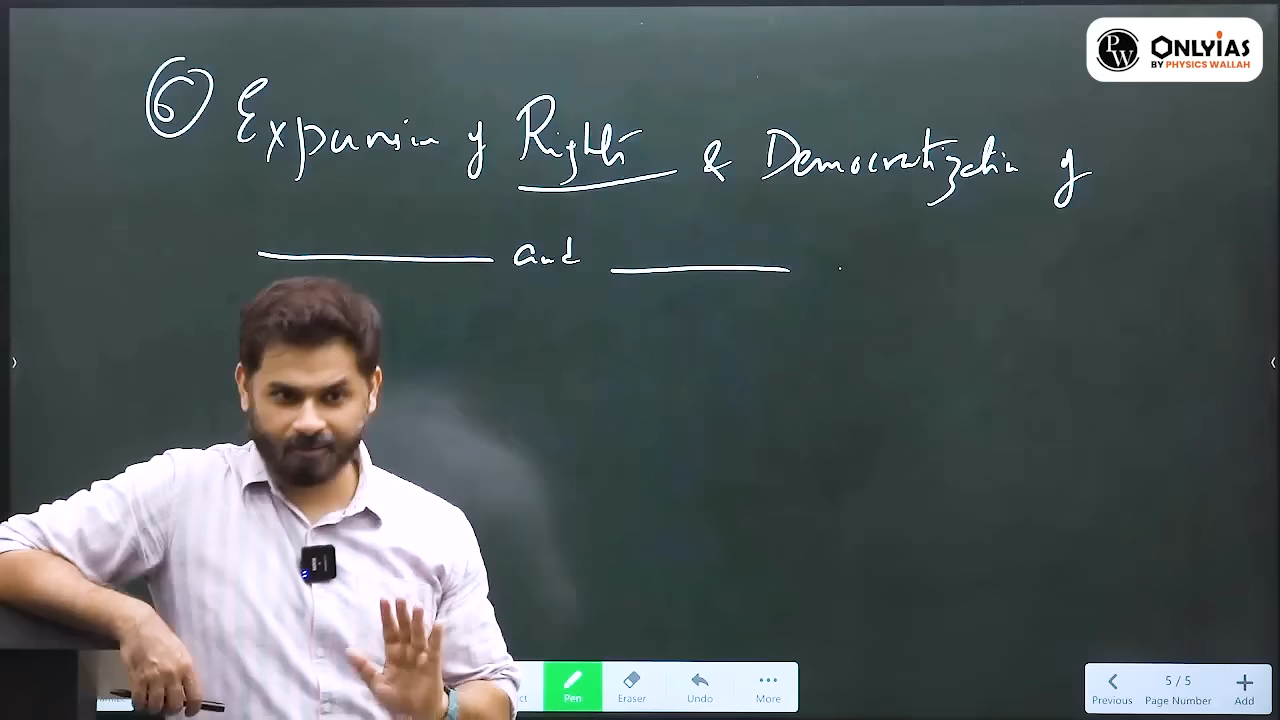 PW ONLYIAS
BY PHYSICS WALLAH
6 Expansion of Rights & Democratization of
and
Pen
Eraser
Undo
More
Previous
5 / 5
Page Number
Add